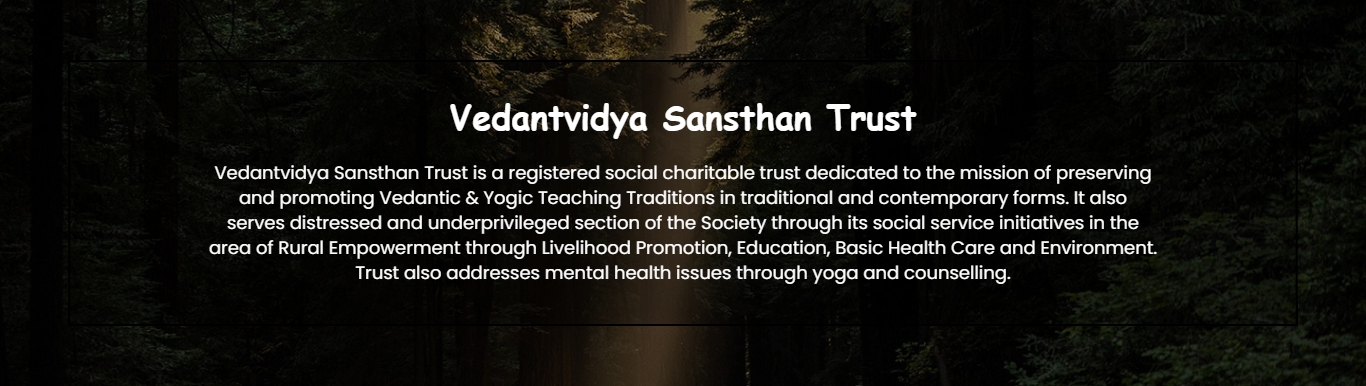 Vedantvidya Sansthan Trust
Vedantvidya Sansthan Trust is a registered social charitable trust dedicated to the mission of preserving
and promoting Vedantic & Yogic Teaching Traditions in traditional and contemporary forms. It also
serves distressed and underprivileged section of the Society through its social service initiatives in the
area of Rural Empowerment through Livelihood Promotion, Education, Basic Health Care and Environment.
Trust also addresses mental health issues through yoga and counselling.